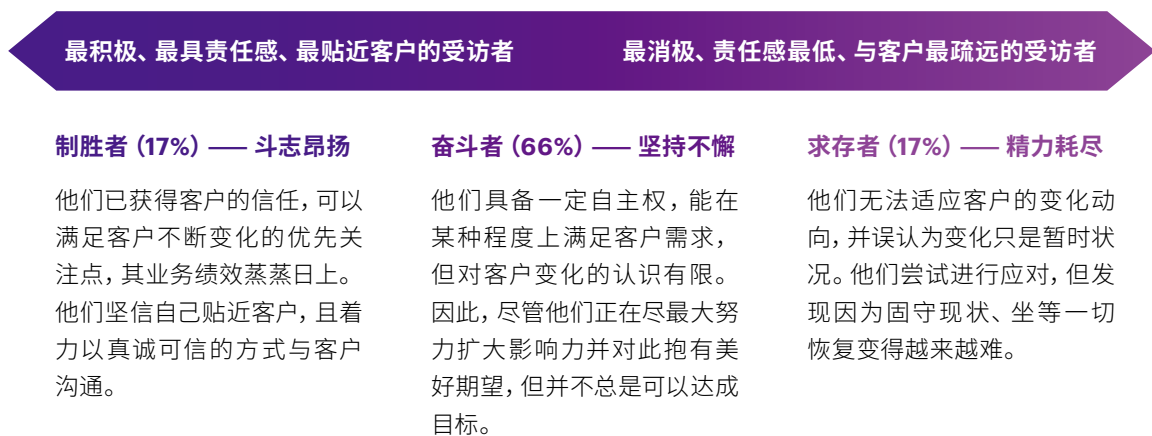 最积极、最具责任感、最贴近客户的受访者
最消极、责任感最低、与客户最疏远的受访者
制胜者（17%）—— 斗志昂扬
他们已获得客户的信任，可以
满足客户不断变化的优先关
注点，其业务绩效蒸蒸日上。
他们坚信自己贴近客户，且着
力以真诚可信的方式与客户
沟通。
奋斗者（66%）—— 坚持不懈
他们具备一定自主权，能在
某种程度上满足客户需求，
但对客户变化的认识有限。
因此，尽管他们正在尽最大努
力扩大影响力并对此抱有美
好期望，但并不总是可以达成
目标。
求存者（17%）—— 精力耗尽
他们无法适应客户的变化动
向，并误认为变化只是暂时状
况。他们尝试进行应对，但发
现因为固守现状、坐等一切
恢复变得越来越难。